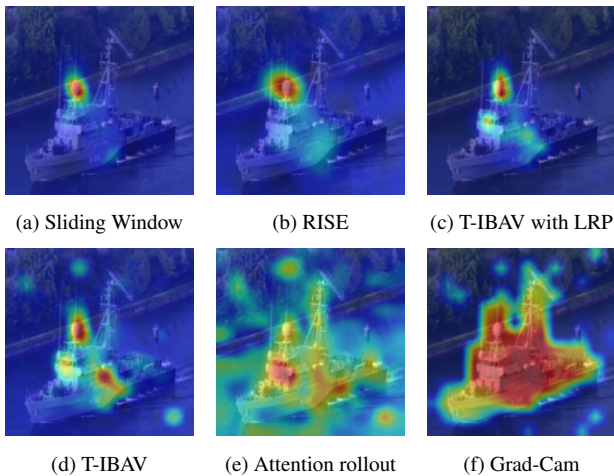 (a) Sliding Window
(b) RISE
(c) T-IBAV with LRP
(d) T-IBAV
(e) Attention rollout
(f) Grad-Cam